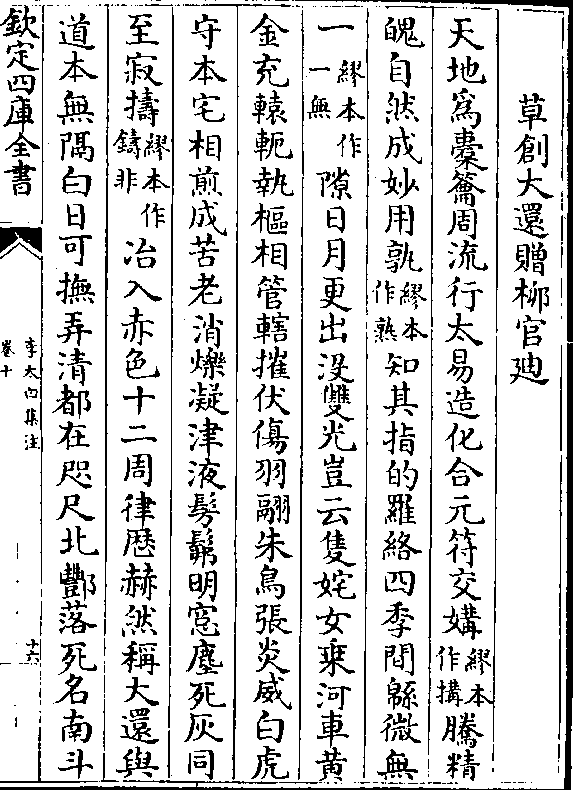 草創大還贈柳官迪
天地爲橐籥周流行太易造化合元符交媾繆本作搆騰精
魄自然成妙用孰繆本作熟知其指的羅絡四季間緜微無
一繆本作一無隙日月更出没雙光豈云隻姹女乗河車黄
金充轅軛執樞相管轄摧伏傷羽翮朱鳥張炎威白虎
守本宅相煎成苦老消爍凝津液髣髴明窓塵死灰同
至寂擣繆本作鑄非冶入赤色十二周律歴赫然稱大還與
道本無隔白日可撫弄清都在咫尺北酆落死名南斗
欽定四庫全書
李太白集注
卷十
十六